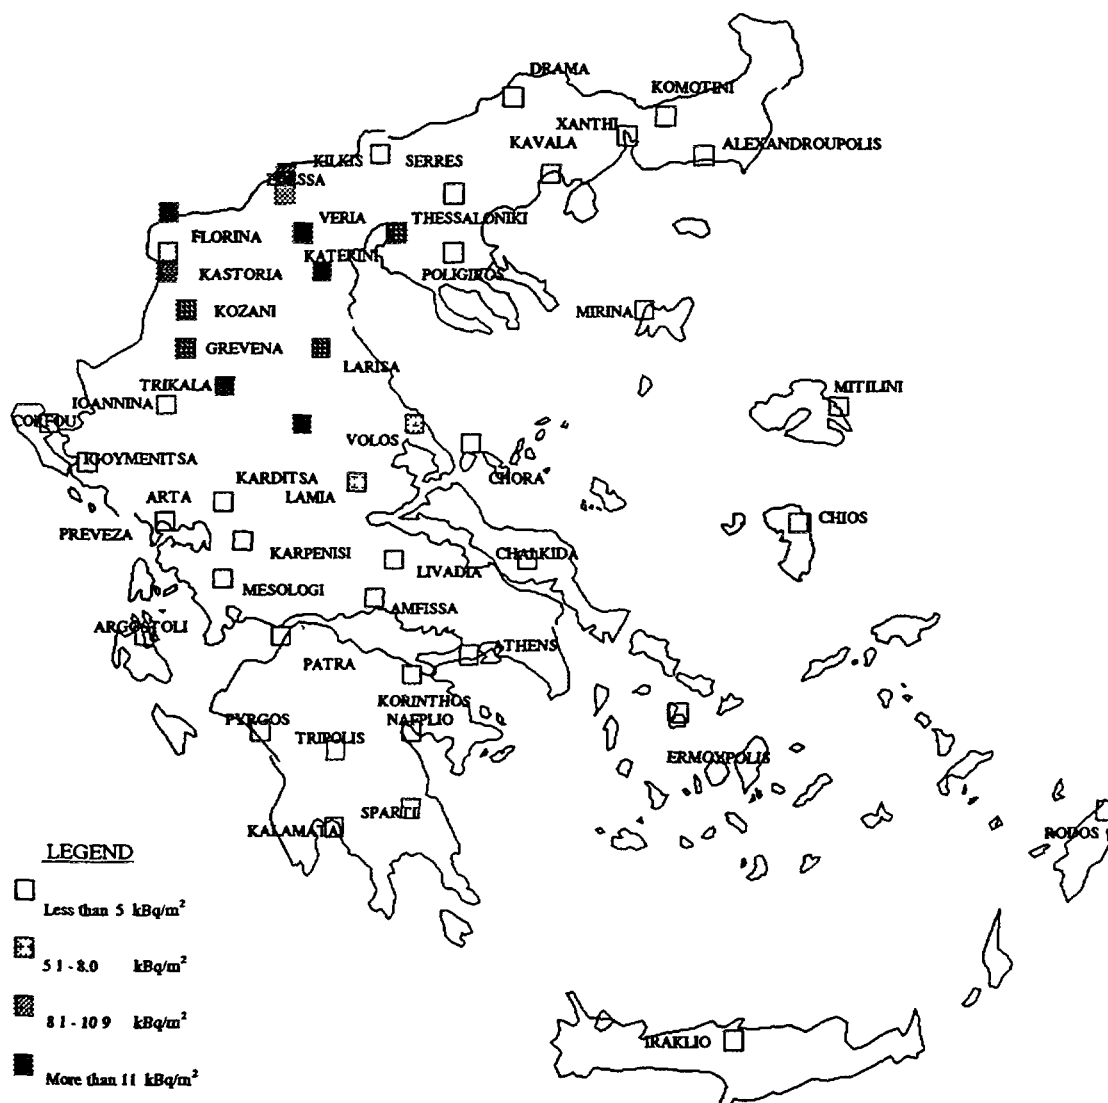 DRAMA
KOMOTINI
XANTHI
KAVALA
ALEXANDROUPOLIS
KILKIS
SERRES
VERIA
THESSALONIKI
FLORINA
KATERINI
KASTORIA
POLIGIROS
KOZANI
MIRINA
GREVENA
LARISA
TRIKALA
MITILINI
IOANNINA
VOLOS
IGOYMENITSA
KARDITSA
CHORA
ARTA
LAMIA
CHIOS
PREVEZA
KARPENISI
CHALKIDA
LIVADIA
MESOLOGI
AMFISSA
ARGOSTOLI
ATHENS
PATRA
KORINTHOS
PYRGOS
NAFPLIO
TRIPOLIS
ERMOYPOLIS
SPARTI
KALAMATA
RODOS
LEGEND
Less than 5 kBq/m²
5 1 - 8.0 kBq/m²
8 1 - 10 9 kBq/m²
More than 11 kBq/m²
IRAKLIO